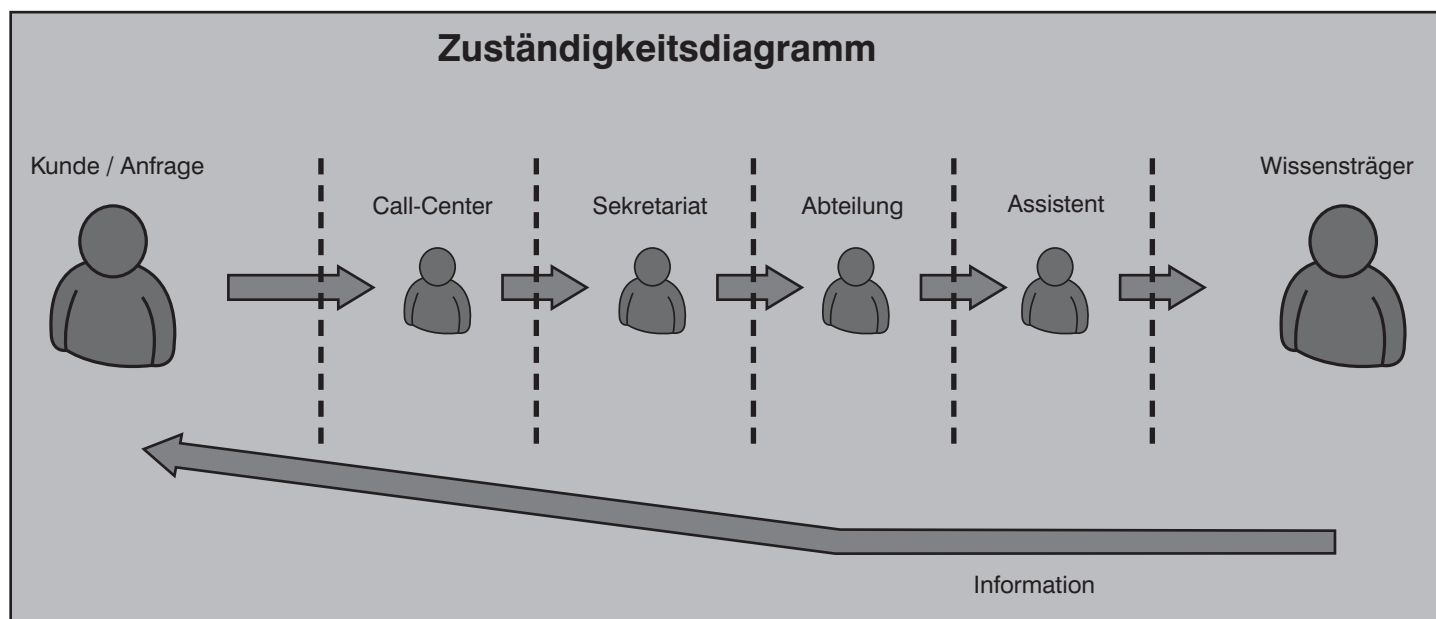 Zuständigkeitsdiagramm
Kunde / Anfrage
Call-Center
Sekretariat
Abteilung
Assistent
Wissensträger
Information